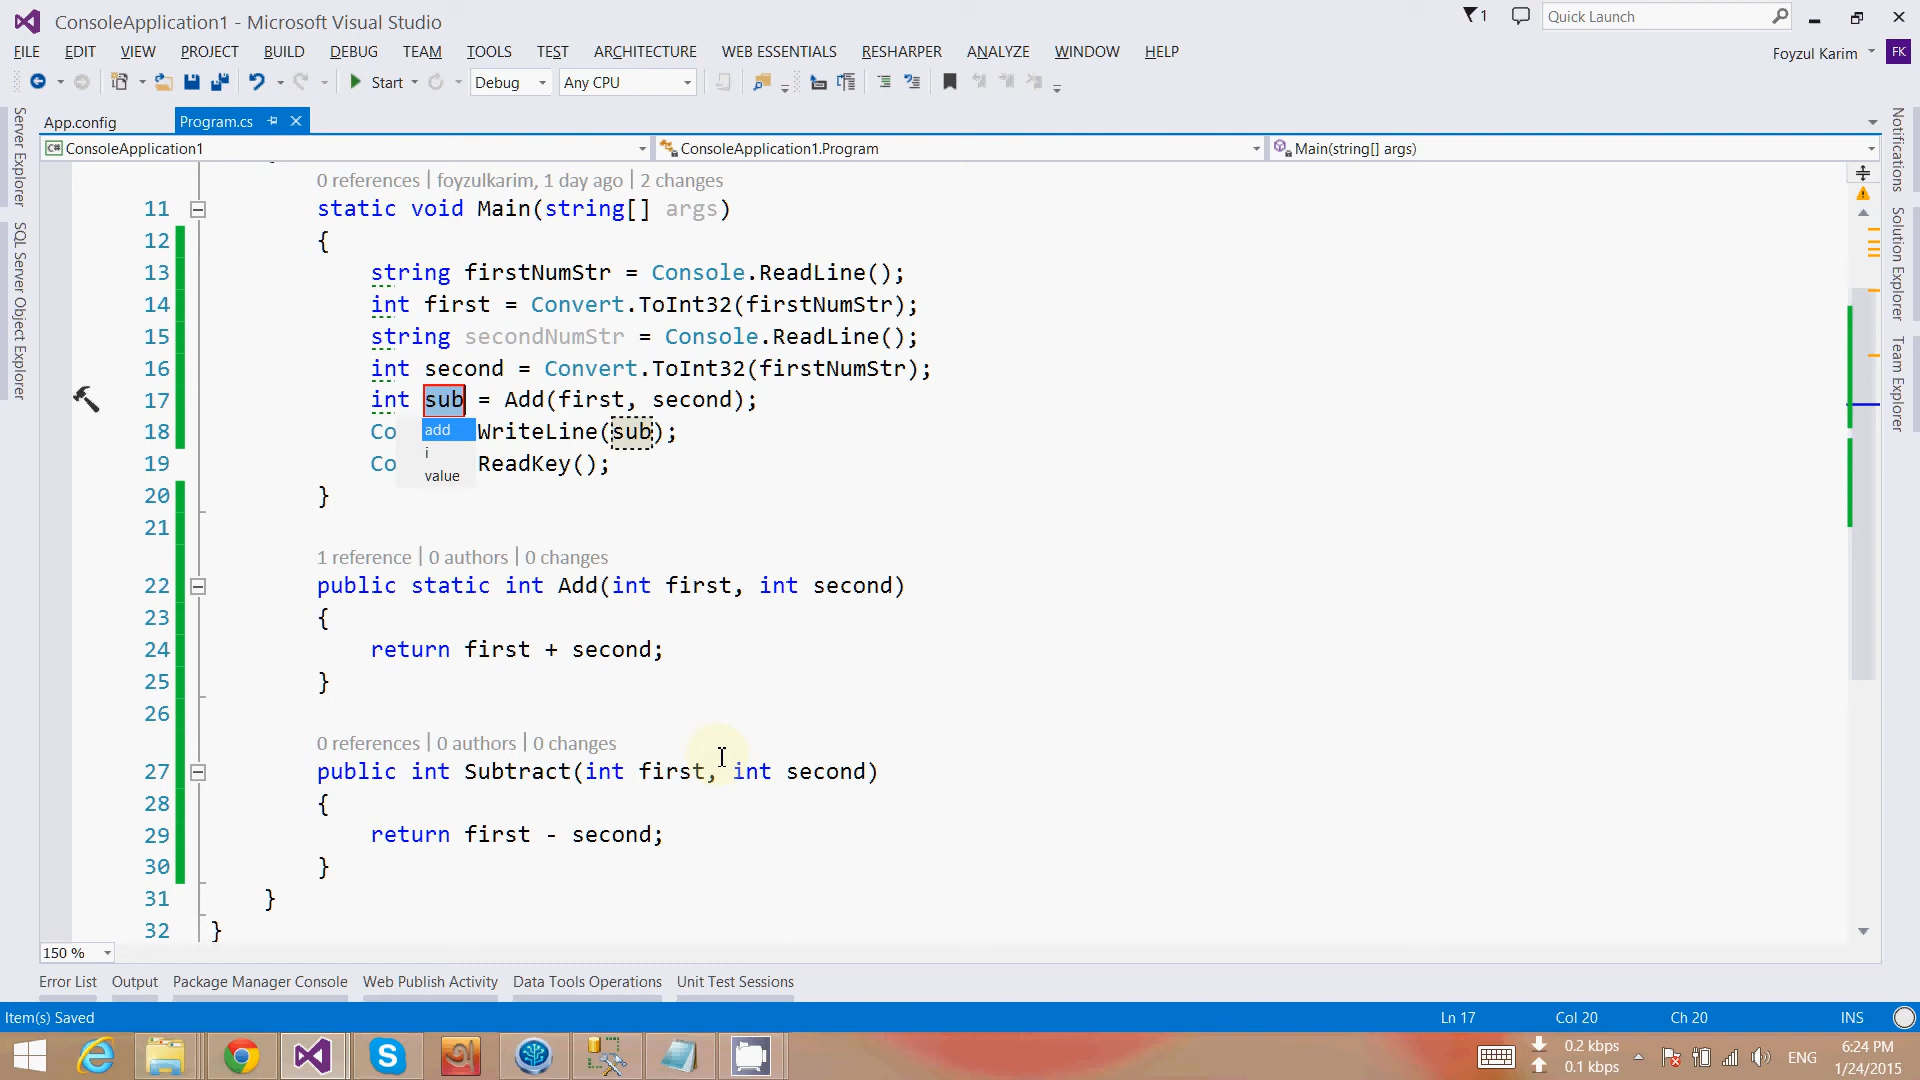 ConsoleApplication1 - Microsoft Visual Studio
1
Quick Launch
FILE EDIT VIEW PROJECT BUILD DEBUG TEAM TOOLS TEST ARCHITECTURE WEB ESSENTIALS RESHARPER ANALYZE WINDOW HELP
Foyzul Karim FK
Start Debug Any CPU
App.config Program.cs
C# ConsoleApplication1 ConsoleApplication1.Program Main(string[] args)
Server Explorer
SQL Server Object Explorer
Notifications
Solution Explorer
Team Explorer
0 references | foyzulkarim, 1 day ago | 2 changes
11 static void Main(string[] args)
12 {
13 string firstNumStr = Console.ReadLine();
14 int first = Convert.ToInt32(firstNumStr);
15 string secondNumStr = Console.ReadLine();
16 int second = Convert.ToInt32(firstNumStr);
17 int sub = Add(first, second);
18 Co WriteLine(sub);
19 Co ReadKey();
add
i
value
20 }
21
1 reference | 0 authors | 0 changes
22 public static int Add(int first, int second)
23 {
24 return first + second;
25 }
26
0 references | 0 authors | 0 changes
27 public int Subtract(int first, int second)
28 {
29 return first - second;
30 }
31 }
32 }
150 %
Error List Output Package Manager Console Web Publish Activity Data Tools Operations Unit Test Sessions
Item(s) Saved Ln 17 Col 20 Ch 20 INS
0.2 kbps
0.1 kbps
ENG
6:24 PM
1/24/2015